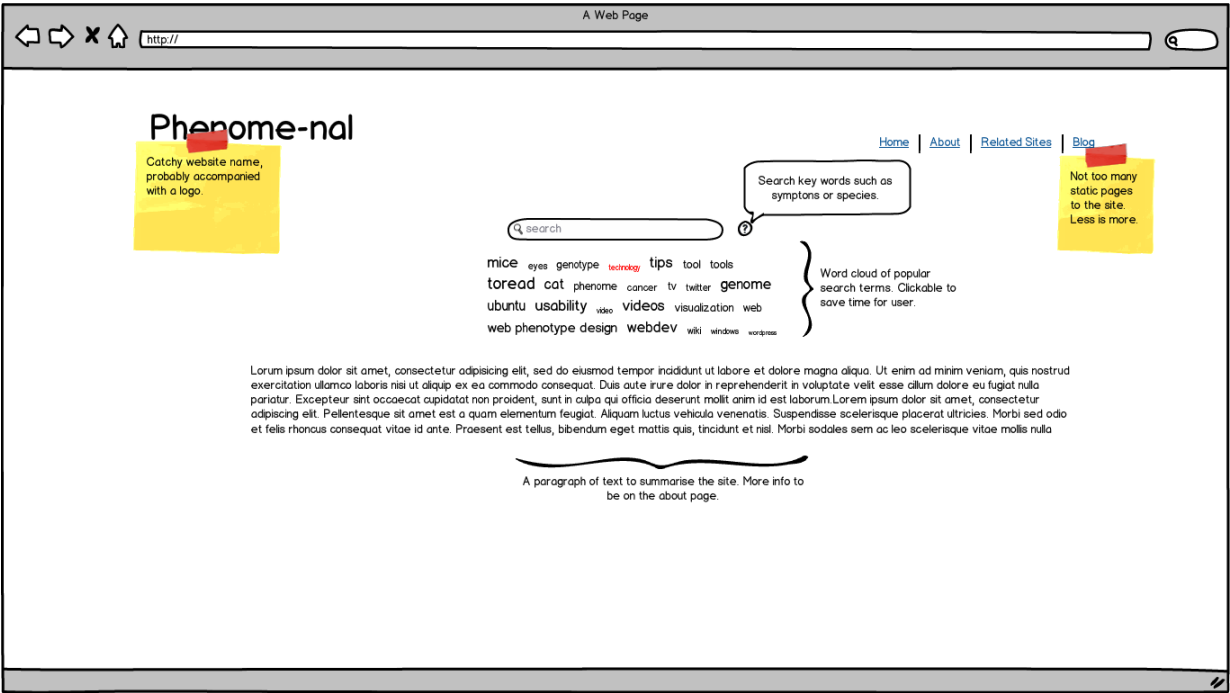 A Web Page
http://
Phenome-nal
Home About Related Sites Blog
Catchy website name,
probably accompanied
with a logo.
Not too many
static pages
to the site.
Less is more.
Search key words such as
symptons or species.
search
?
mice eyes genotype technology tips tool tools
toread cat phenome cancer tv twitter genome
ubuntu usability video videos visualization web
web phenotype design webdev wiki windows wordpress
Word cloud of popular
search terms. Clickable to
save time for user.
Lorum ipsum dolor sit amet, consectetur adipisicing elit, sed do eiusmod tempor incididunt ut labore et dolore magna aliqua. Ut enim ad minim veniam, quis nostrud
exercitation ullamco laboris nisi ut aliquip ex ea commodo consequat. Duis aute irure dolor in reprehenderit in voluptate velit esse cillum dolore eu fugiat nulla
pariatur. Excepteur sint occaecat cupidatat non proident, sunt in culpa qui officia deserunt mollit anim id est laborum.Lorem ipsum dolor sit amet, consectetur
adipiscing elit. Pellentesque sit amet est a quam elementum feugiat. Aliquam luctus vehicula venenatis. Suspendisse scelerisque placerat ultricies. Morbi sed odio
et felis rhoncus consequat vitae id ante. Praesent est tellus, bibendum eget mattis quis, tincidunt et nisl. Morbi sodales sem ac leo scelerisque vitae mollis nulla
A paragraph of text to summarise the site. More info to
be on the about page.